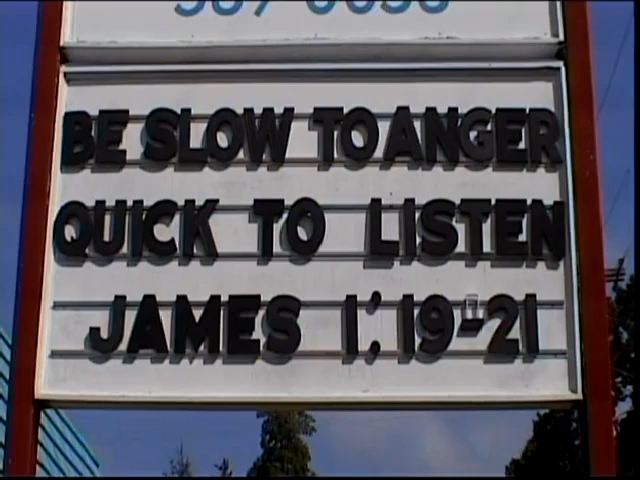 BE SLOW TO ANGER
QUICK TO LISTEN
JAMES 1;19-21